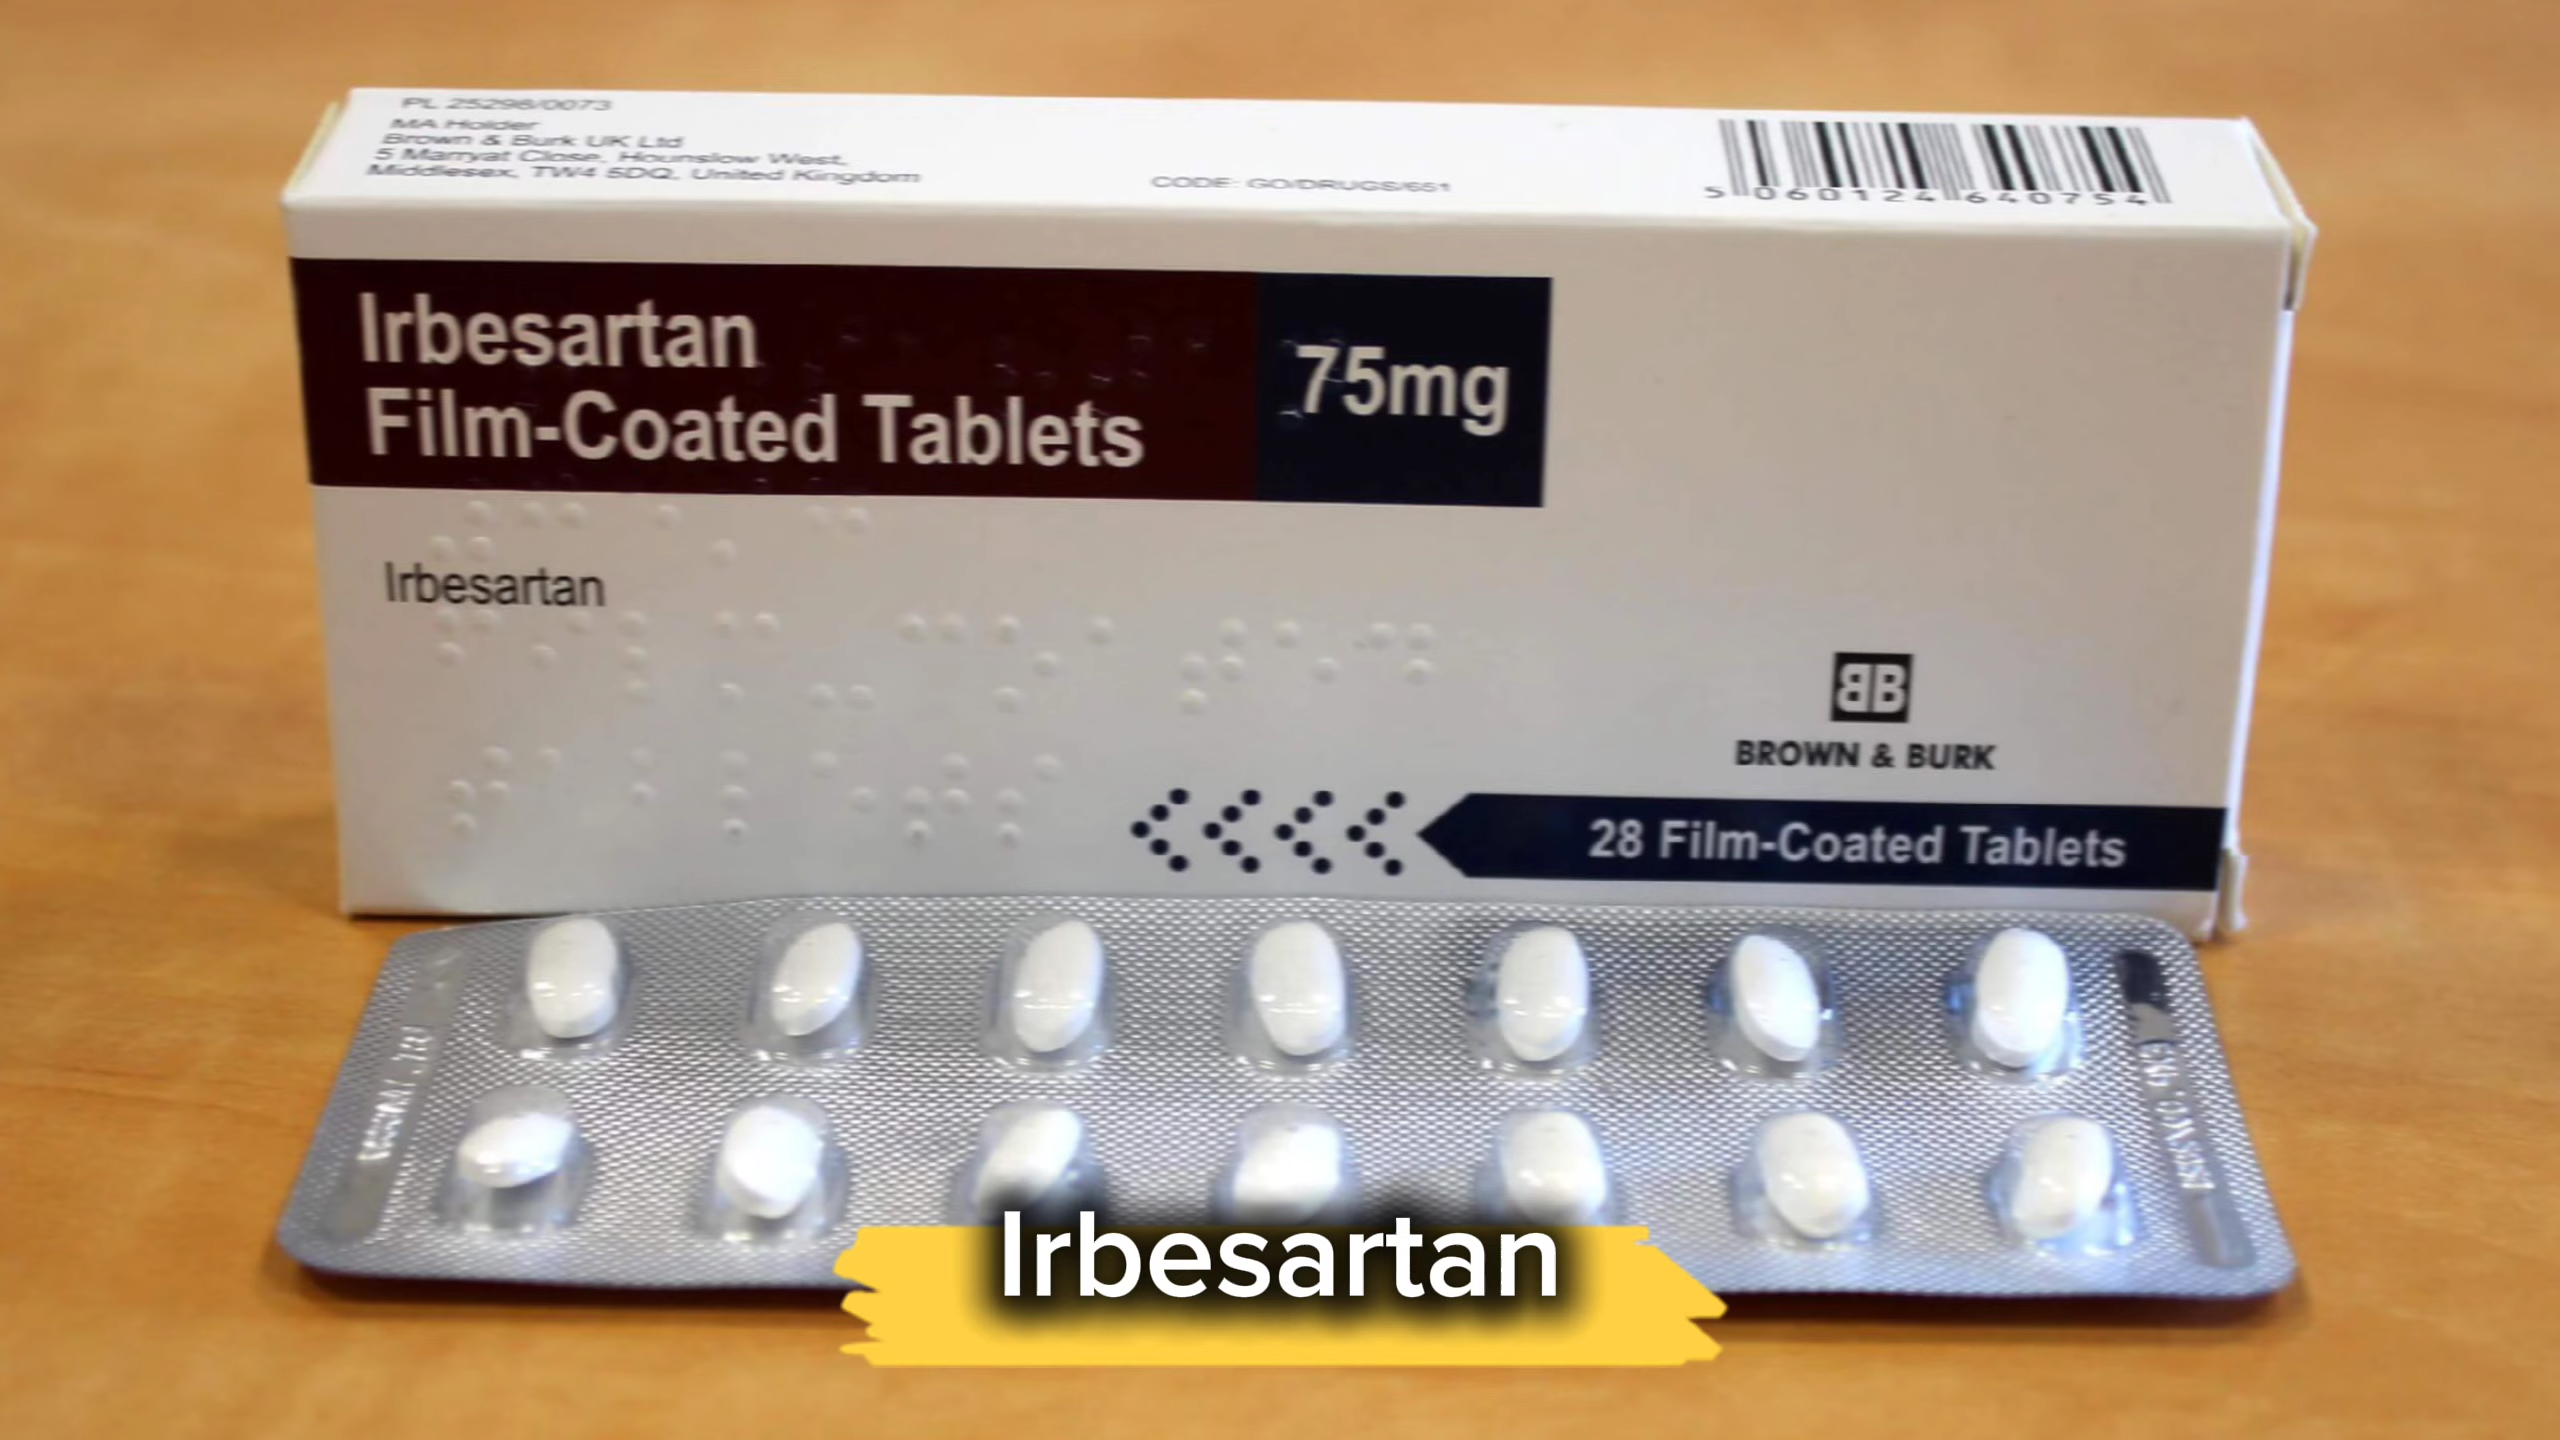 PL 25298/0073
MA Holder
Brown & Burk UK Ltd
5 Marryat Close, Hounslow West,
Middlesex, TW4 5DQ, United Kingdom
CODE: GO/DRUGS/651
5 060124 640754
Irbesartan
Film-Coated Tablets
75mg
Irbesartan
BB
BROWN & BURK
28 Film-Coated Tablets
Irbesartan